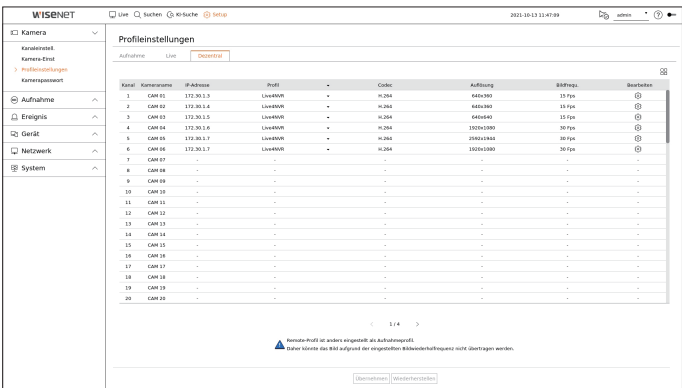 WISENET
Live Suchen KI-Suche Setup 2021-10-13 11:47:09 admin
Kamera
Kanaleinstell.
Kamera-Einst
Profileinstellungen
Kamerapasswort
Aufnahme
Ereignis
Gerät
Netzwerk
System
Profileinstellungen
Aufnahme Live Dezentral
Kanal Kameraname IP-Adresse Profil Codec Auflösung Bildfrequ. Bearbeiten
1 CAM 01 172.30.1.3 Live4NVR H.264 640x360 15 Fps
2 CAM 02 172.30.1.4 Live4NVR H.264 640x360 15 Fps
3 CAM 03 172.30.1.5 Live4NVR H.264 640x640 15 Fps
4 CAM 04 172.30.1.6 Live4NVR H.264 1920x1080 30 Fps
5 CAM 05 172.30.1.7 Live4NVR H.264 2592x1944 30 Fps
6 CAM 06 172.30.1.7 Live4NVR H.264 1920x1080 30 Fps
7 CAM 07 - - - - - -
8 CAM 08 - - - - - -
9 CAM 09 - - - - - -
10 CAM 10 - - - - - -
11 CAM 11 - - - - - -
12 CAM 12 - - - - - -
13 CAM 13 - - - - - -
14 CAM 14 - - - - - -
15 CAM 15 - - - - - -
16 CAM 16 - - - - - -
17 CAM 17 - - - - - -
18 CAM 18 - - - - - -
19 CAM 19 - - - - - -
20 CAM 20 - - - - - -
< 1 / 4 >
Remote-Profil ist anders eingestellt als Aufnahmeprofil.
Daher könnte das Bild aufgrund der eingestellten Bildwiederholfrequenz nicht übertragen werden.
Übernehmen Wiederherstellen